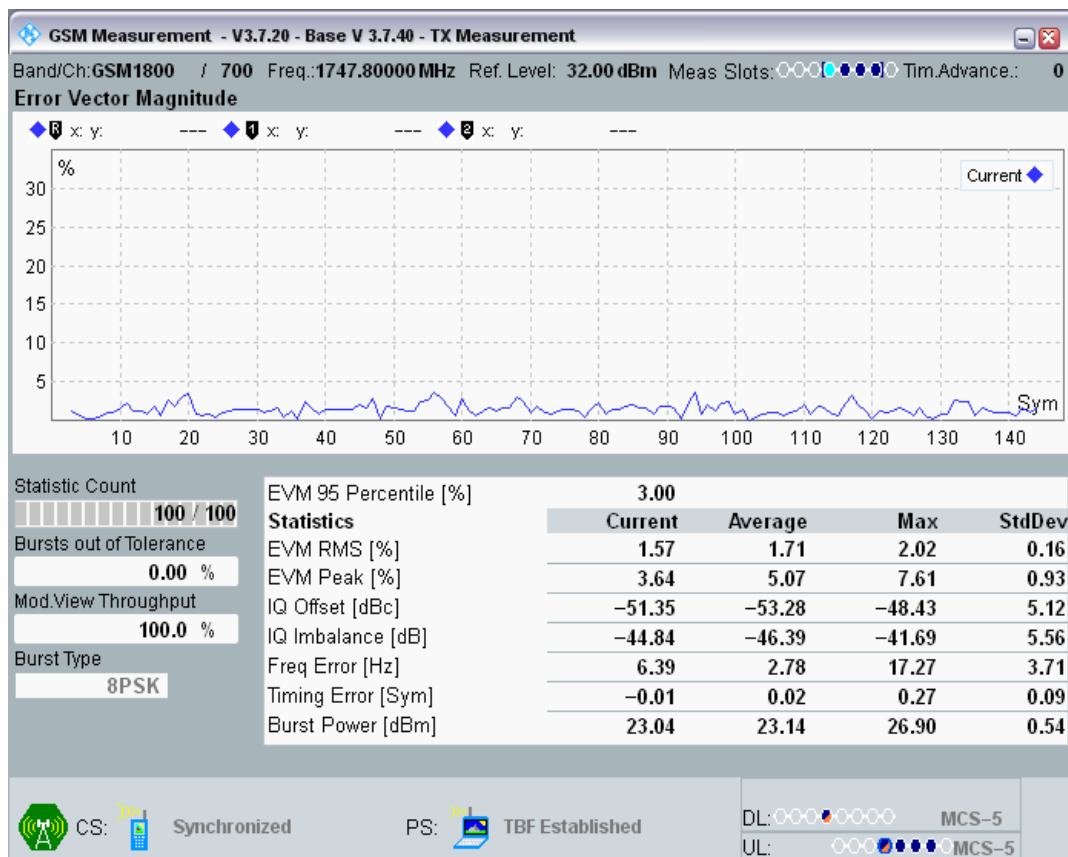 GSM Measurement - V3.7.20 - Base V 3.7.40 - TX Measurement
Band/Ch:GSM1800 / 700 Freq.:1747.80000 MHz Ref. Level: 32.00 dBm Meas Slots: Tim.Advance.: 0
Error Vector Magnitude
R x: y: --- 1 x: y: --- 2 x: y: ---
%
Current
30
25
20
15
10
5
Sym
10 20 30 40 50 60 70 80 90 100 110 120 130 140
Statistic Count
100 / 100
Bursts out of Tolerance
0.00 %
Mod.View Throughput
100.0 %
Burst Type
8PSK
EVM 95 Percentile [%] 3.00
Statistics Current Average Max StdDev
EVM RMS [%] 1.57 1.71 2.02 0.16
EVM Peak [%] 3.64 5.07 7.61 0.93
IQ Offset [dBc] −51.35 −53.28 −48.43 5.12
IQ Imbalance [dB] −44.84 −46.39 −41.69 5.56
Freq Error [Hz] 6.39 2.78 17.27 3.71
Timing Error [Sym] −0.01 0.02 0.27 0.09
Burst Power [dBm] 23.04 23.14 26.90 0.54
CS: Synchronized PS: TBF Established
DL: MCS−5
UL: MCS−5